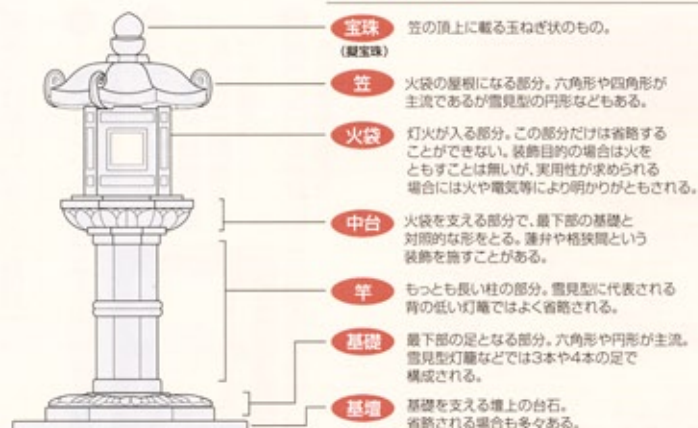 宝珠
(擬宝珠)
笠の頂上に載る玉ねぎ状のもの。
笠
火袋の屋根になる部分。六角形や四角形が
主流であるが雪見型の円形などもある。
火袋
灯火が入る部分。この部分だけは省略する
ことができない。装飾目的の場合は火を
ともすことは無いが、実用性が求められる
場合には火や電気等により明かりがともされる。
中台
火袋を支える部分で、最下部の基礎と
対照的な形をとる。蓮弁や格狭間という
装飾を施すことがある。
竿
もっとも長い柱の部分。雪見型に代表される
背の低い灯籠ではよく省略される。
基礎
最下部の足となる部分。六角形や円形が主流。
雪見型灯籠などでは3本や4本の足で
構成される。
基壇
基礎を支える壇上の台石。
省略される場合も多々ある。